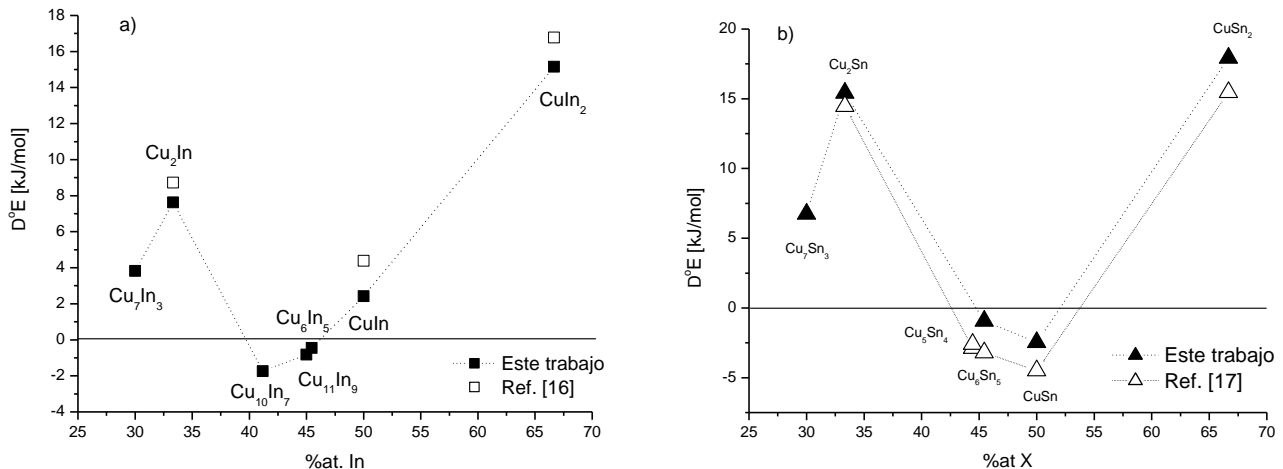 a)
18
16
14
12
10
8
6
4
2
0
-2
-4
D°E [kJ/mol]
Cu2In
Cu7In3
Cu10In7
Cu6In5
Cu11In9
CuIn
CuIn2
Este trabajo
Ref. [16]
25 30 35 40 45 50 55 60 65 70
%at. In
b)
20
15
10
5
0
-5
D°E [kJ/mol]
Cu2Sn
CuSn2
Cu7Sn3
Cu5Sn4
Cu6Sn5
CuSn
Este trabajo
Ref. [17]
25 30 35 40 45 50 55 60 65 70
%at X